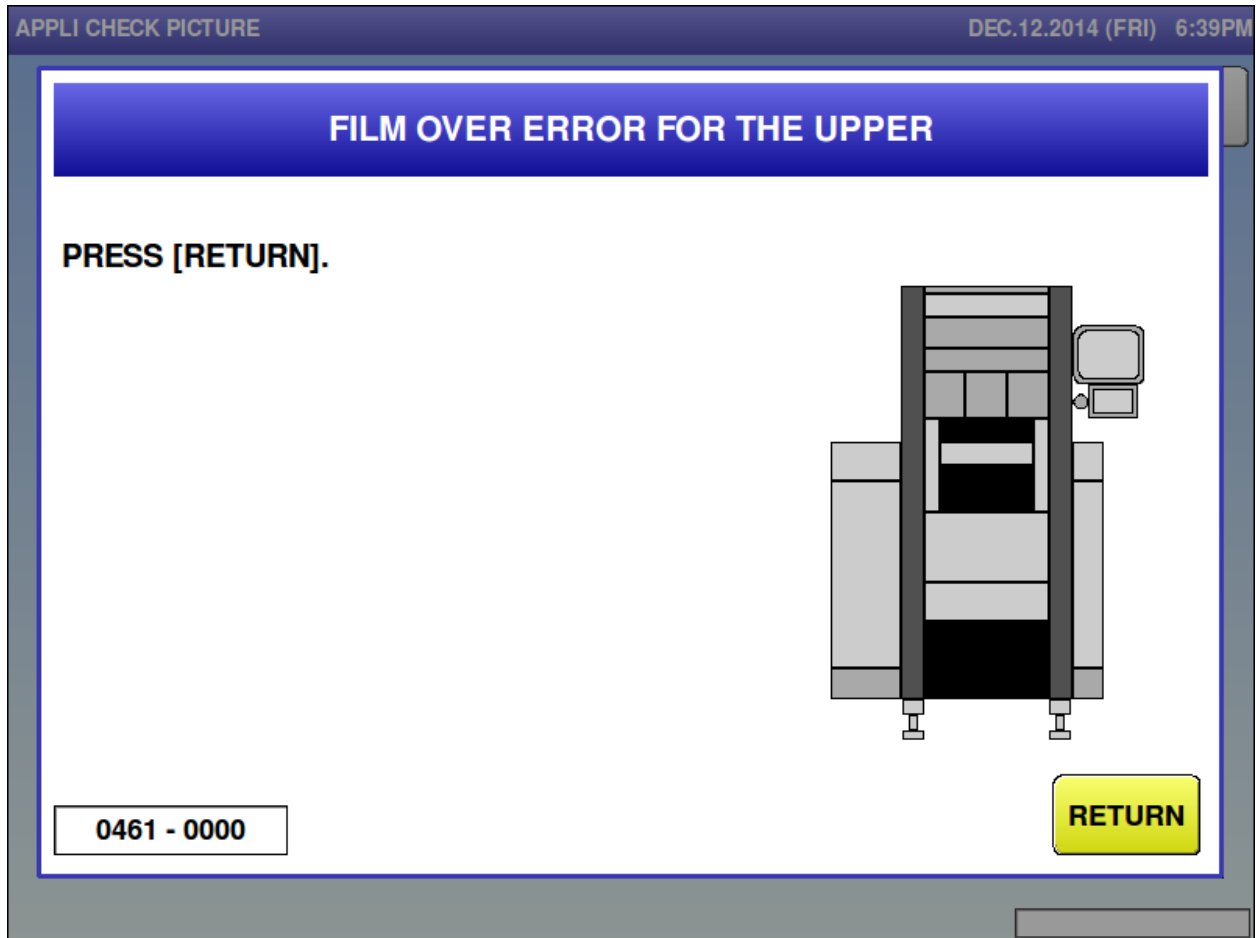 APPLI CHECK PICTURE DEC.12.2014 (FRI) 6:39PM
FILM OVER ERROR FOR THE UPPER
PRESS [RETURN].
0461 - 0000
RETURN